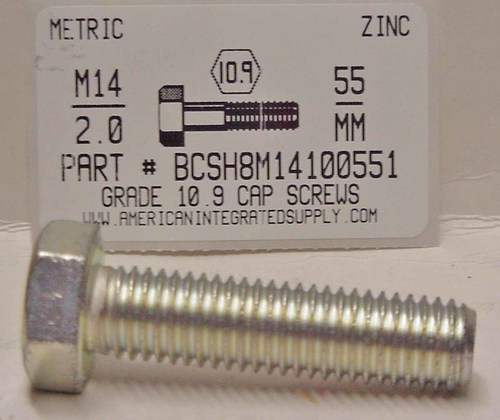 METRIC ZINC
M14 10.9 55
2.0 MM
PART # BCSH8M14100551
GRADE 10.9 CAP SCREWS
WWW.AMERICANINTEGRATEDSUPPLY.COM